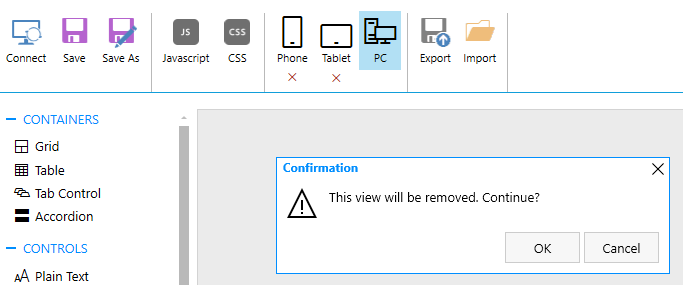 JS
CSS
Connect
Save
Save As
Javascript
CSS
Phone
Tablet
PC
Export
Import
CONTAINERS
Grid
Table
Tab Control
Accordion
CONTROLS
AA Plain Text
Confirmation
This view will be removed. Continue?
OK
Cancel